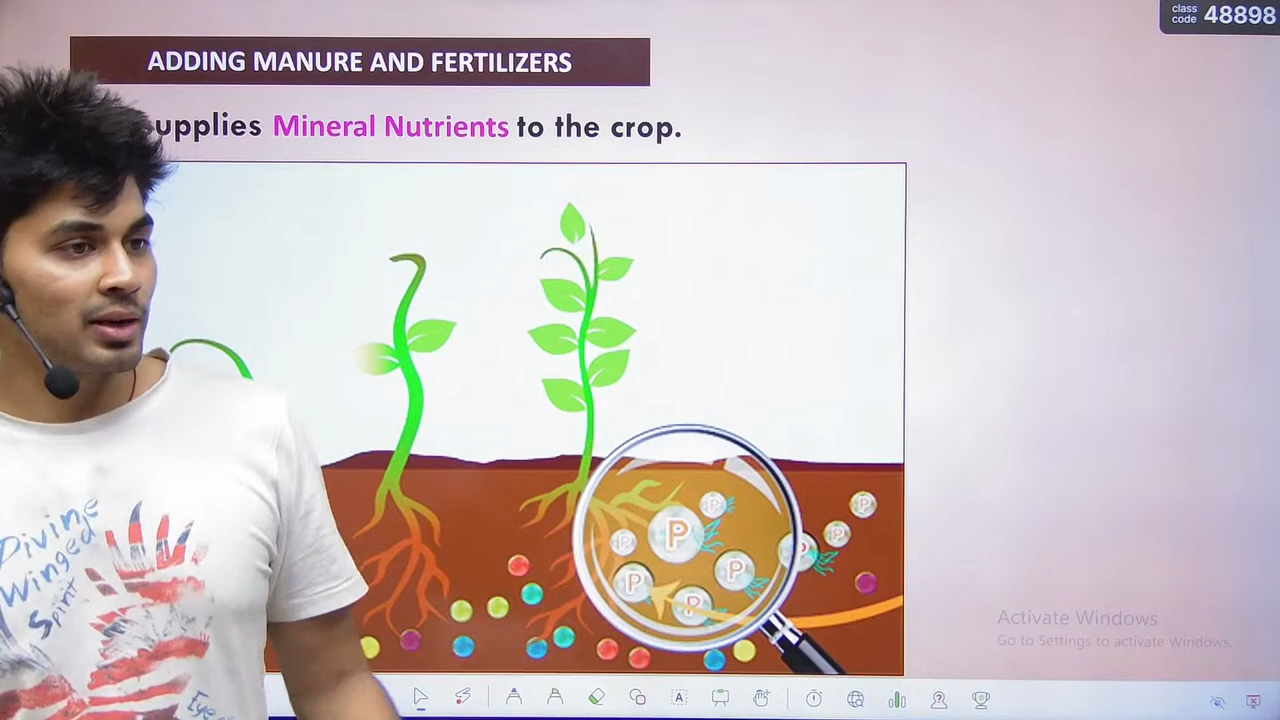 class
code 48898
ADDING MANURE AND FERTILIZERS
upplies Mineral Nutrients to the crop.
P
P
P
P
P
P
P
P
P
Divine
Winged
Spirit
Activate Windows
Go to Settings to activate Windows.
A